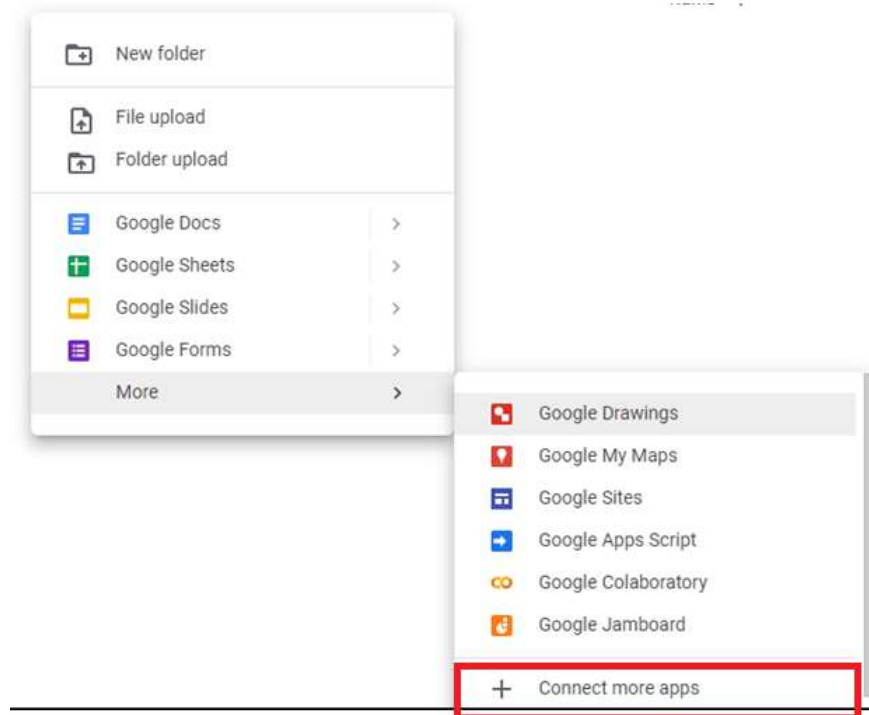 New folder
File upload
Folder upload
Google Docs
Google Sheets
Google Slides
Google Forms
More
Google Drawings
Google My Maps
Google Sites
Google Apps Script
Google Colaboratory
Google Jamboard
Connect more apps